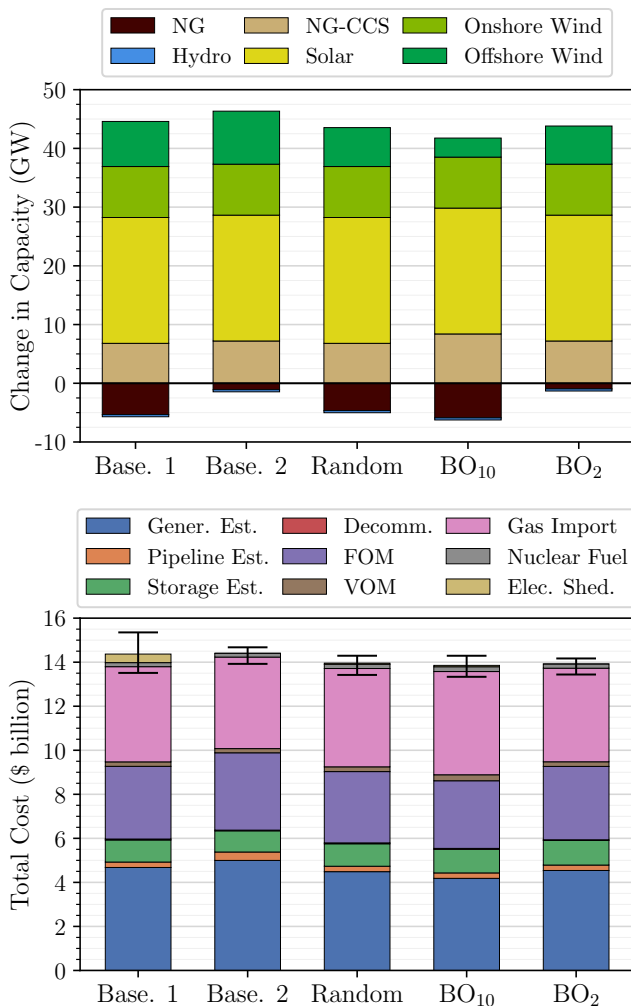 NG NG-CCS Onshore Wind
Hydro Solar Offshore Wind
Change in Capacity (GW)
50
40
30
20
10
0
-10
Base. 1 Base. 2 Random BO10 BO2
Gener. Est. Decomm. Gas Import
Pipeline Est. FOM Nuclear Fuel
Storage Est. VOM Elec. Shed.
Total Cost ($ billion)
16
14
12
10
8
6
4
2
0
Base. 1 Base. 2 Random BO10 BO2